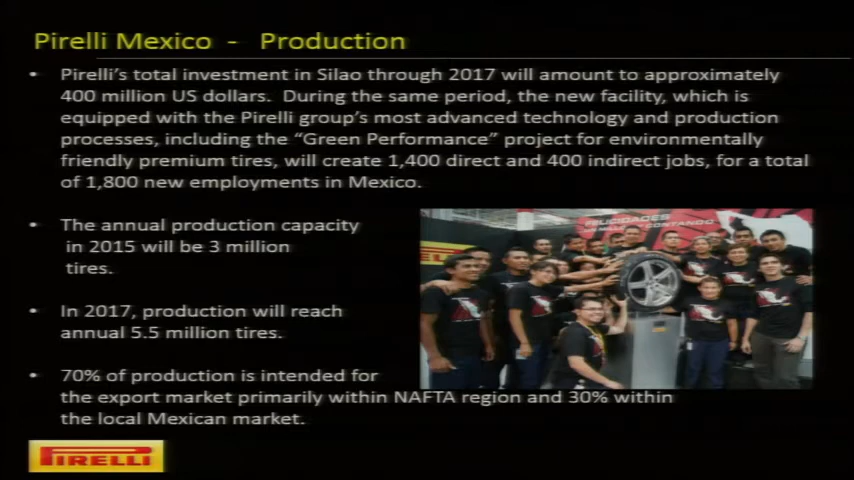 Pirelli Mexico - Production
• Pirelli's total investment in Silao through 2017 will amount to approximately
400 million US dollars. During the same period, the new facility, which is
equipped with the Pirelli group's most advanced technology and production
processes, including the "Green Performance" project for environmentally
friendly premium tires, will create 1,400 direct and 400 indirect jobs, for a total
of 1,800 new employments in Mexico.
• The annual production capacity
in 2015 will be 3 million
tires.
• In 2017, production will reach
annual 5.5 million tires.
• 70% of production is intended for
the export market primarily within NAFTA region and 30% within
the local Mexican market.
FELICIDADES
CONTANDO
PIRELLI